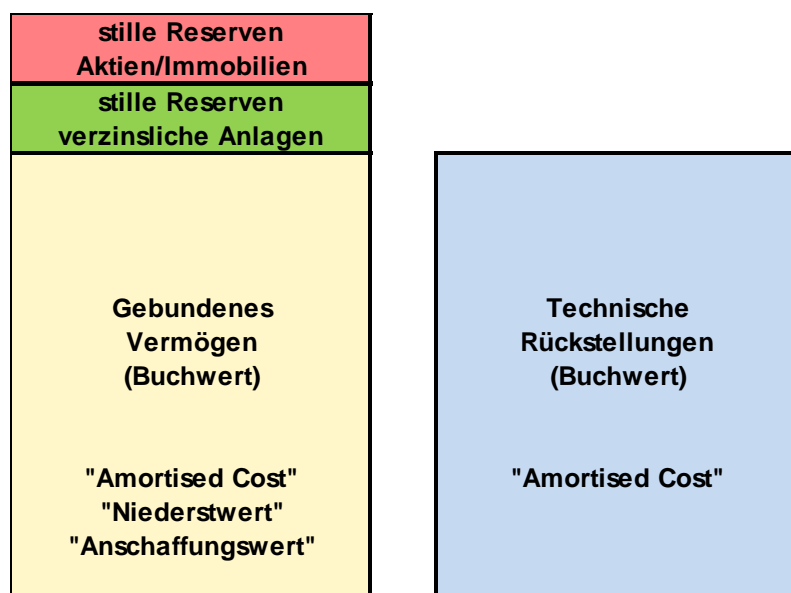 stille Reserven
Aktien/Immobilien
stille Reserven
verzinsliche Anlagen
Gebundenes
Vermögen
(Buchwert)
"Amortised Cost"
"Niederstwert"
"Anschaffungswert"
Technische
Rückstellungen
(Buchwert)
"Amortised Cost"